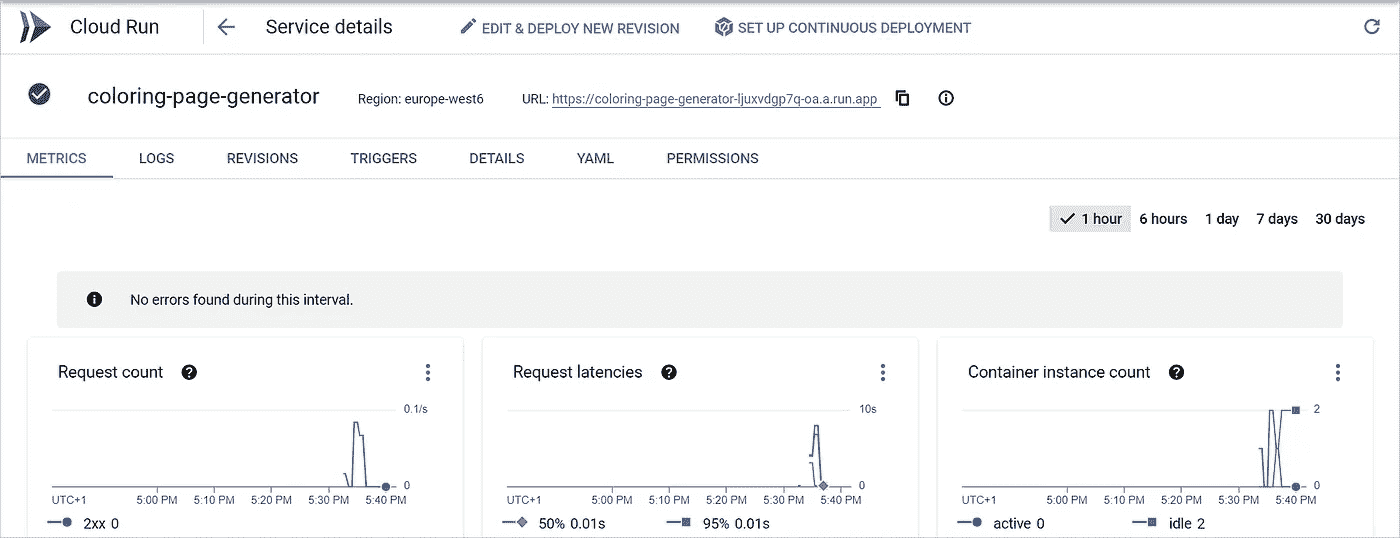 Cloud Run Service details EDIT & DEPLOY NEW REVISION SET UP CONTINUOUS DEPLOYMENT
coloring-page-generator Region: europe-west6 URL: https://coloring-page-generator-ljuxvdgp7q-oa.a.run.app
METRICS LOGS REVISIONS TRIGGERS DETAILS YAML PERMISSIONS
1 hour 6 hours 1 day 7 days 30 days
No errors found during this interval.
Request count
0.1/s
0
UTC+1 5:00 PM 5:10 PM 5:20 PM 5:30 PM 5:40 PM
2xx 0
Request latencies
10s
0
UTC+1 5:00 PM 5:10 PM 5:20 PM 5:30 PM 5:40 PM
50% 0.01s 95% 0.01s
Container instance count
2
0
UTC+1 5:00 PM 5:10 PM 5:20 PM 5:30 PM 5:40 PM
active 0 idle 2